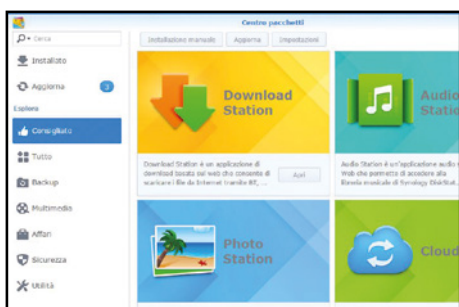 Centro pacchetti
Cerca
Installazione manuale
Aggiorna
Impostazioni
Installato
Aggiorna
3
Esplora
Consigliato
Tutto
Backup
Multimedia
Affari
Sicurezza
Utilità
Download
Station
Download Station è un applicazione di
download basata sul web che consente di
scaricare i file da Internet tramite BT, ...
Apri
Audio
Statio
Audio Station è un'applicazione audio s
Web che permette di accedere alla
libreria musicale di Synology DiskStat...
Photo
Station
Cloud